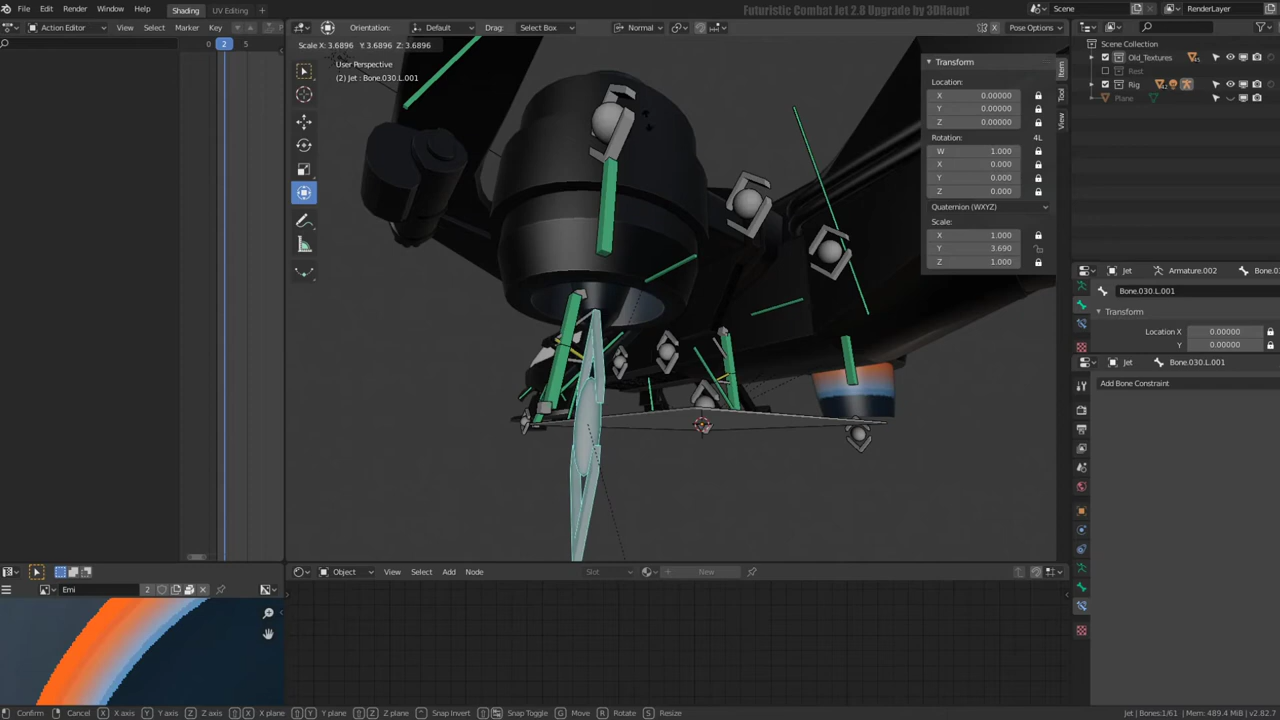 File Edit Render Window Help Shading UV Editing +
Futuristic Combat Jet 2.8 Upgrade by 3DHaupt
Scene RenderLayer
Action Editor View Select Marker Key 0 2 5
Orientation: Default Drag: Select Box Normal Pose Options
Scale X: 3.6896 Y: 3.6896 Z: 3.6896
User Perspective
(2) Jet : Bone.030.L.001
Transform
Location:
X 0.00000
Y 0.00000
Z 0.00000
Rotation: 4L
W 1.000
X 0.000
Y 0.000
Z 0.000
Quaternion (WXYZ)
Scale:
X 1.000
Y 3.690
Z 1.000
Item
Tool
View
Scene Collection
Old_Textures
Rest
Rig
Plane
Jet Armature.002 Bone.03
Bone.030.L.001
Transform
Location X 0.00000
Y 0.00000
Jet Bone.030.L.001
Add Bone Constraint
Object View Select Add Node Slot New
Emi 2
Confirm Cancel X X axis Y Y axis Z Z axis X X plane Y Y plane Z Z plane Snap Invert Snap Toggle G Move R Rotate S Resize
Jet | Bones:1/61 | Mem: 489.4 MiB | v2.82.7